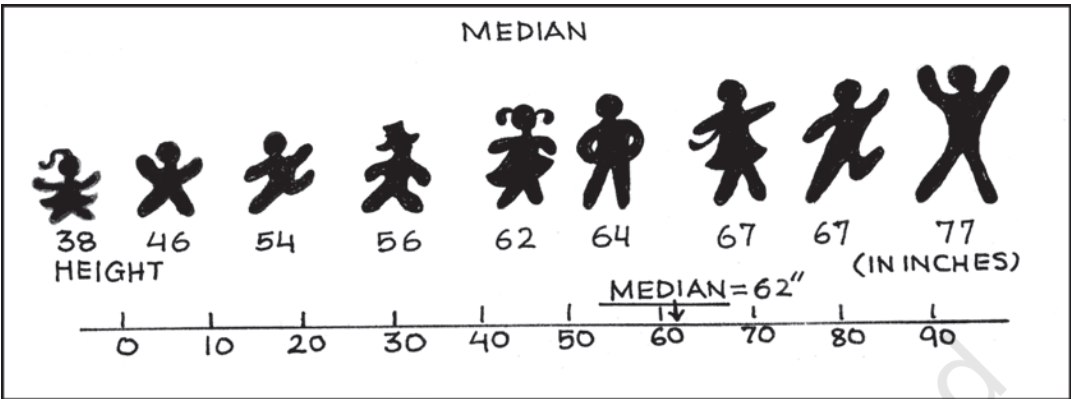 MEDIAN
38 46 54 56 62 64 67 67 77
HEIGHT (IN INCHES)
MEDIAN=62"
0 10 20 30 40 50 60 70 80 90
d